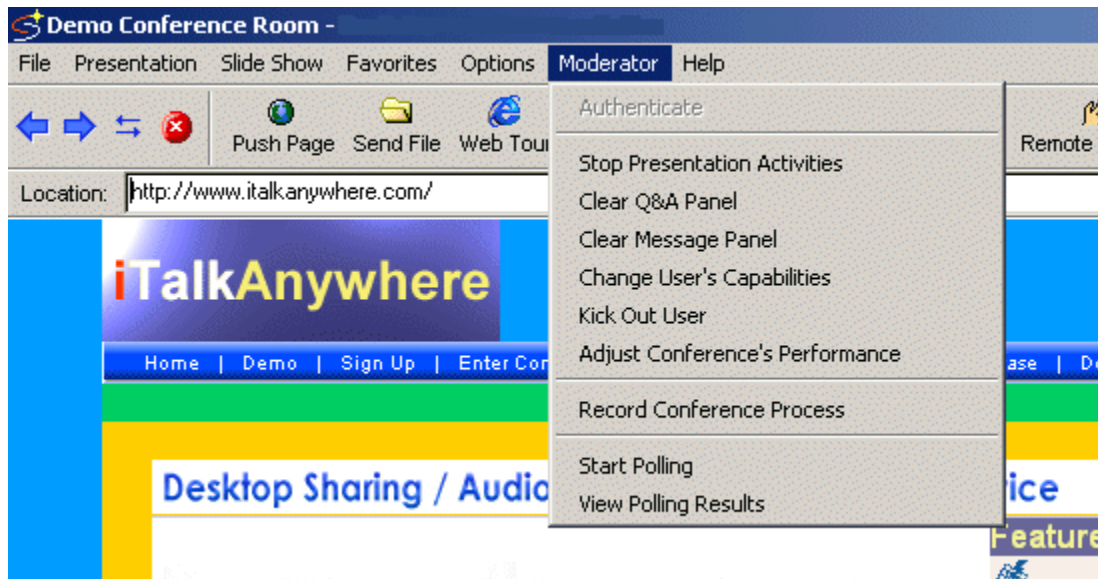 Demo Conference Room -
File Presentation Slide Show Favorites Options Moderator Help
Push Page Send File Web Tour Remote
Location: http://www.italkanywhere.com/
Authenticate
Stop Presentation Activities
Clear Q&A Panel
Clear Message Panel
Change User's Capabilities
Kick Out User
Adjust Conference's Performance
Record Conference Process
Start Polling
View Polling Results
iTalkAnywhere
Home | Demo | Sign Up | Enter
Desktop Sharing / Audio
Feature